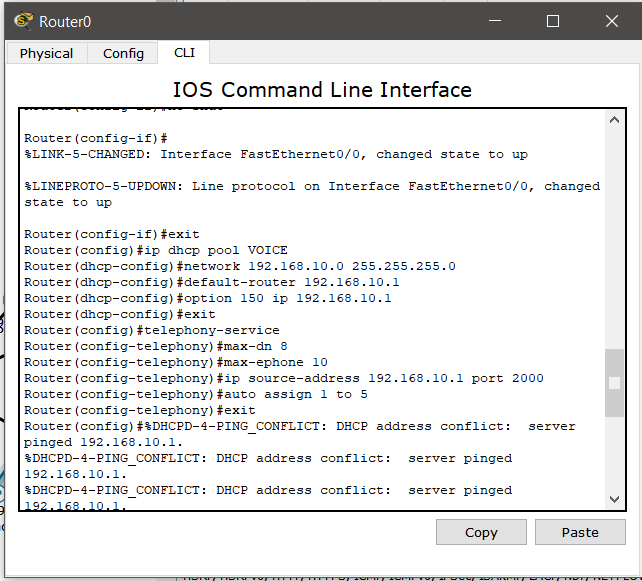 Router0
Physical Config CLI
IOS Command Line Interface
Router(config-if)#
%LINK-5-CHANGED: Interface FastEthernet0/0, changed state to up
%LINEPROTO-5-UPDOWN: Line protocol on Interface FastEthernet0/0, changed
state to up
Router(config-if)#exit
Router(config)#ip dhcp pool VOICE
Router(dhcp-config)#network 192.168.10.0 255.255.255.0
Router(dhcp-config)#default-router 192.168.10.1
Router(dhcp-config)#option 150 ip 192.168.10.1
Router(dhcp-config)#exit
Router(config)#telephony-service
Router(config-telephony)#max-dn 8
Router(config-telephony)#max-ephone 10
Router(config-telephony)#ip source-address 192.168.10.1 port 2000
Router(config-telephony)#auto assign 1 to 5
Router(config-telephony)#exit
Router(config)#%DHCPD-4-PING_CONFLICT: DHCP address conflict:  server
pinged 192.168.10.1.
%DHCPD-4-PING_CONFLICT: DHCP address conflict:  server pinged
192.168.10.1.
%DHCPD-4-PING_CONFLICT: DHCP address conflict:  server pinged
192.168.10.1.
Copy Paste